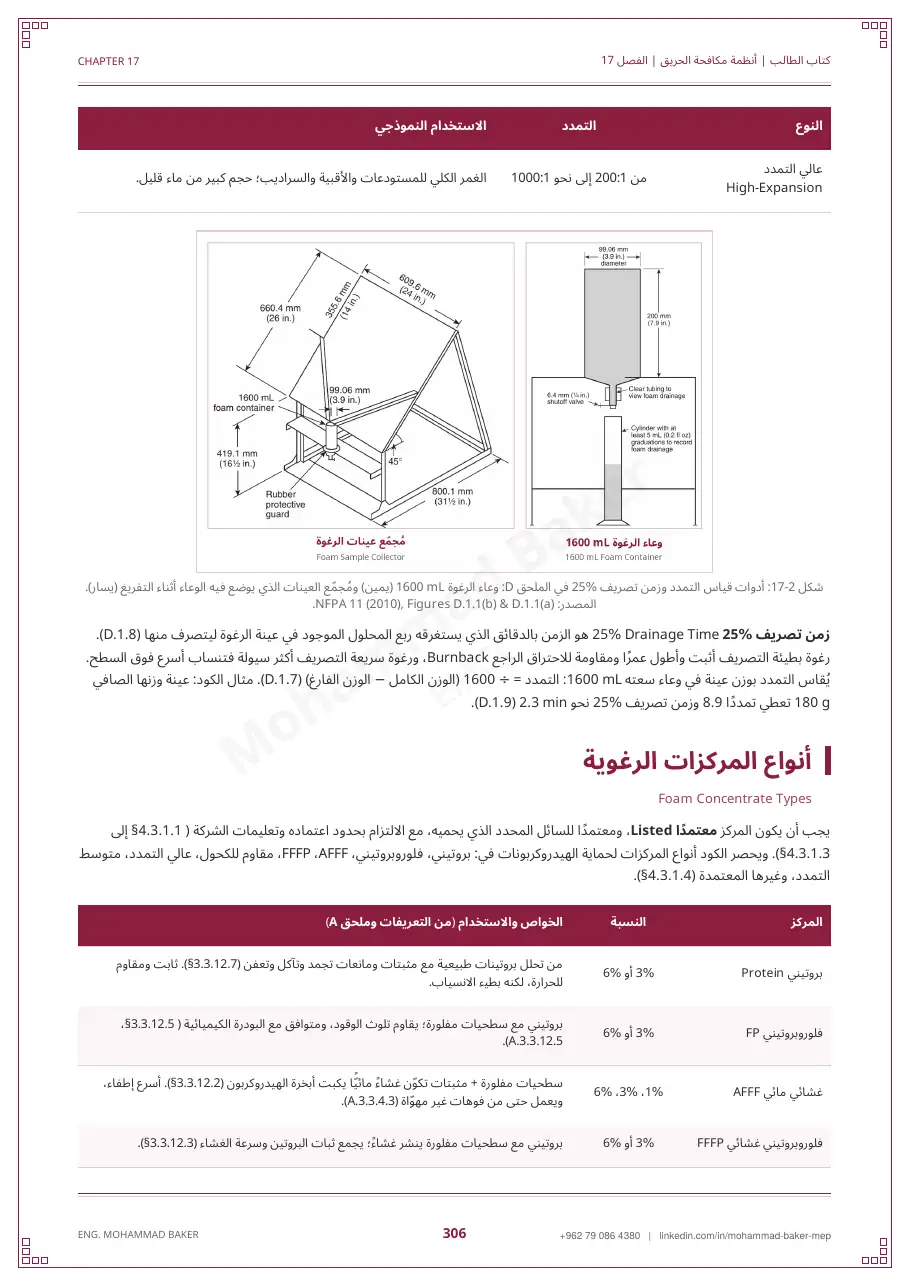 CHAPTER 17
كتاب الطالب | أنظمة مكافحة الحريق | الفصل 17
النوع التمدد الاستخدام النموذجي
عالي التمدد
High-Expansion
من 200:1 إلى نحو 1000:1
الغمر الكلي للمستودعات والأقبية والسراديب؛ حجم كبير من ماء قليل.
99.06 mm
(3.9 in.)
diameter
200 mm
(7.9 in.)
6.4 mm (¼ in.)
shutoff valve
Clear tubing to
view foam drainage
Cylinder with at
least 5 mL (0.2 fl oz)
graduations to record
foam drainage
وعاء الرغوة 1600 mL
1600 mL Foam Container
660.4 mm
(26 in.)
355.6 mm
(14 in.)
609.6 mm
(24 in.)
1600 mL
foam container
99.06 mm
(3.9 in.)
419.1 mm
(16½ in.)
45°
Rubber
protective
guard
800.1 mm
(31½ in.)
مُجمّع عينات الرغوة
Foam Sample Collector
شكل 2-17: أدوات قياس التمدد وزمن تصريف 25% في الملحق D: وعاء الرغوة 1600 mL (يمين) ومُجمّع العينات الذي يوضع فيه الوعاء أثناء التفريغ (يسار).
المصدر: NFPA 11 (2010), Figures D.1.1(b) & D.1.1(a).
زمن تصريف 25% 25% Drainage Time هو الزمن بالدقائق الذي يستغرقه ربع المحلول الموجود في عينة الرغوة ليتصرف منها (D.1.8).
رغوة بطيئة التصريف أثبت وأطول عمرًا ومقاومة للاحتراق الراجع Burnback، ورغوة سريعة التصريف أكثر سيولة فتنساب أسرع فوق السطح.
يُقاس التمدد بوزن عينة في وعاء سعته 1600 mL: التمدد = 1600 ÷ (الوزن الكامل − الوزن الفارغ) (D.1.7). مثال الكود: عينة وزنها الصافي
180 g تعطي تمددًا 8.9 وزمن تصريف 25% نحو 2.3 min (D.1.9).
أنواع المركزات الرغوية
Foam Concentrate Types
يجب أن يكون المركز معتمدًا Listed، ومعتمدًا للسائل المحدد الذي يحميه، مع الالتزام بحدود اعتماده وتعليمات الشركة ( §4.3.1.1 إلى
§4.3.1.3). ويحصر الكود أنواع المركزات لحماية الهيدروكربونات في: بروتيني، فلوروبروتيني، AFFF، FFFP، مقاوم للكحول، عالي التمدد، متوسط
التمدد، وغيرها المعتمدة (§4.3.1.4).
المركز النسبة الخواص والاستخدام (من التعريفات وملحق A)
بروتيني Protein
3% أو 6%
من تحلل بروتينات طبيعية مع مثبتات ومانعات تجمد وتآكل وتعفن (§3.3.12.7). ثابت ومقاوم
للحرارة، لكنه بطيء الانسياب.
فلوروبروتيني FP
3% أو 6%
بروتيني مع سطحيات مفلورة؛ يقاوم تلوث الوقود، ومتوافق مع البودرة الكيميائية ( §3.3.12.5،
A.3.3.12.5).
غشائي مائي AFFF
1%، 3%، 6%
سطحيات مفلورة + مثبتات تكوّن غشاءً مائيًّا يكبت أبخرة الهيدروكربون (§3.3.12.2). أسرع إطفاء،
ويعمل حتى من فوهات غير مهوّاة (A.3.3.4.3).
فلوروبروتيني غشائي FFFP
3% أو 6%
بروتيني مع سطحيات مفلورة ينشر غشاءً؛ يجمع ثبات البروتين وسرعة الغشاء (§3.3.12.3).
ENG. MOHAMMAD BAKER
306
+962 79 086 4380 | linkedin.com/in/mohammad-baker-mep